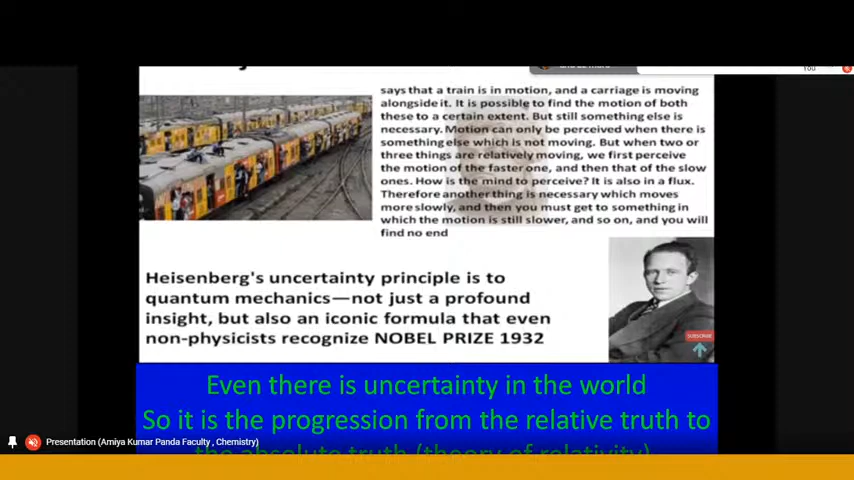 You
says that a train is in motion, and a carriage is moving
alongside it. It is possible to find the motion of both
these to a certain extent. But still something else is
necessary. Motion can only be perceived when there is
something else which is not moving. But when two or
three things are relatively moving, we first perceive
the motion of the faster one, and then that of the slow
ones. How is the mind to perceive? It is also in a flux.
Therefore another thing is necessary which moves
more slowly, and then you must get to something in
which the motion is still slower, and so on, and you will
find no end
Heisenberg's uncertainty principle is to
quantum mechanics—not just a profound
insight, but also an iconic formula that even
non-physicists recognize NOBEL PRIZE 1932
SUBSCRIBE
Even there is uncertainty in the world
So it is the progression from the relative truth to
the absolute truth (theory of relativity)
Presentation (Amiya Kumar Panda Faculty , Chemistry)